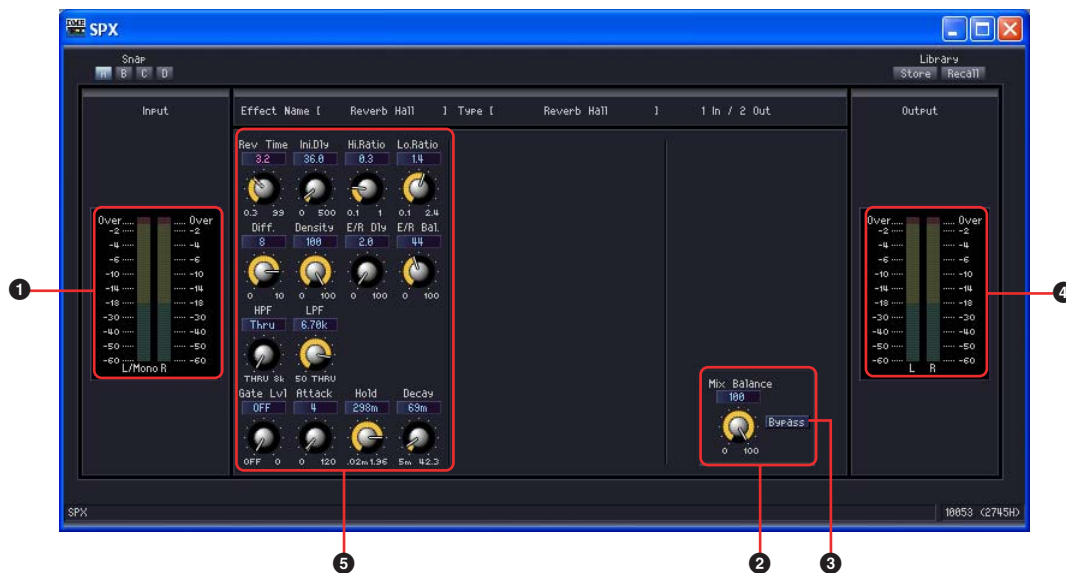 DME SPX
Snap
A B C D
Library
Store Recall
Input
Effect Name [ Reverb Hall ] Type [ Reverb Hall ] 1 In / 2 Out
Output
Rev Time Ini.Dly Hi.Ratio Lo.Ratio
3.2 36.0 0.3 1.4
0.3 99 0 500 0.1 1 0.1 2.4
Diff. Density E/R Dly E/R Bal.
8 100 2.0 44
0 10 0 100 0 100 0 100
HPF LPF
Thru 6.70k
THRU 8k 50 THRU
Gate Lvl Attack Hold Decay
OFF 4 298m 69m
OFF 0 0 120 .02m1.96 5m 42.3
Over..... .... Over
-2 ..... .... -2
-4 ..... .... -4
-6 ..... .... -6
-10 ..... .... -10
-14 ..... .... -14
-18 ..... .... -18
-30 ..... .... -30
-40 ..... .... -40
-50 ..... .... -50
-60 ..... .... -60
L/Mono R
Mix Balance
100
Bypass
0 100
Over..... .... Over
-2 ..... .... -2
-4 ..... .... -4
-6 ..... .... -6
-10 ..... .... -10
-14 ..... .... -14
-18 ..... .... -18
-30 ..... .... -30
-40 ..... .... -40
-50 ..... .... -50
-60 ..... .... -60
L R
SPX
10053 (2745H)
1
4
5
2
3